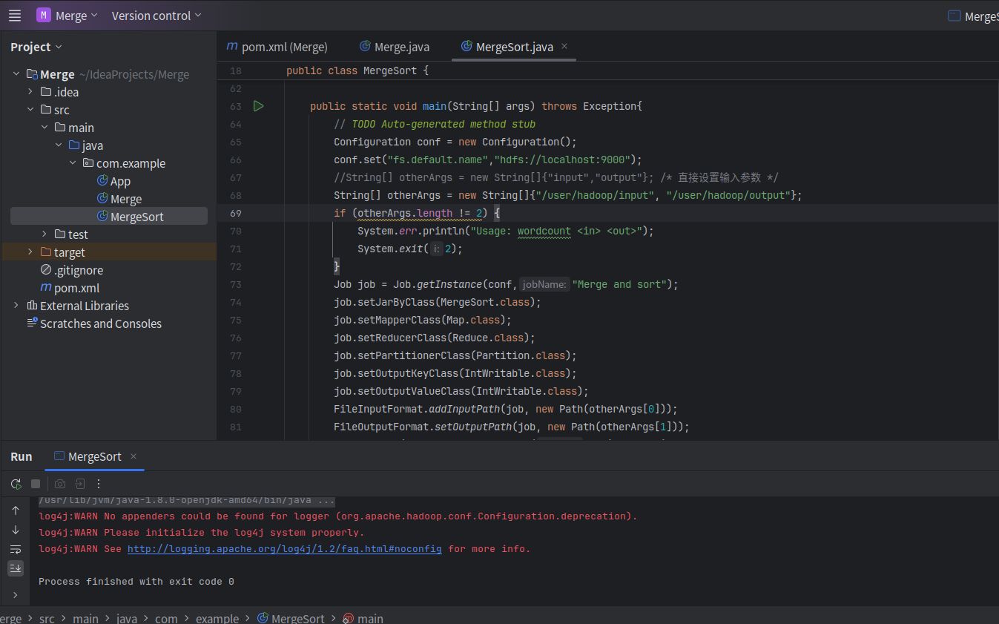 M Merge Version control MergeS
Project
pom.xml (Merge) Merge.java MergeSort.java
Merge ~/IdeaProjects/Merge
.idea
src
main
java
com.example
App
Merge
MergeSort
test
target
.gitignore
pom.xml
External Libraries
Scratches and Consoles
18 public class MergeSort {
62
63 public static void main(String[] args) throws Exception{
64 // TODO Auto-generated method stub
65 Configuration conf = new Configuration();
66 conf.set("fs.default.name","hdfs://localhost:9000");
67 //String[] otherArgs = new String[]{"input","output"}; /* 直接设置输入参数 */
68 String[] otherArgs = new String[]{"/user/hadoop/input", "/user/hadoop/output"};
69 if (otherArgs.length != 2) {
70 System.err.println("Usage: wordcount <in> <out>");
71 System.exit( i: 2);
72 }
73 Job job = Job.getInstance(conf, jobName: "Merge and sort");
74 job.setJarByClass(MergeSort.class);
75 job.setMapperClass(Map.class);
76 job.setReducerClass(Reduce.class);
77 job.setPartitionerClass(Partition.class);
78 job.setOutputKeyClass(IntWritable.class);
79 job.setOutputValueClass(IntWritable.class);
80 FileInputFormat.addInputPath(job, new Path(otherArgs[0]));
81 FileOutputFormat.setOutputPath(job, new Path(otherArgs[1]));
Run MergeSort
/usr/lib/jvm/java-1.8.0-openjdk-amd64/bin/java ...
log4j:WARN No appenders could be found for logger (org.apache.hadoop.conf.Configuration.deprecation).
log4j:WARN Please initialize the log4j system properly.
log4j:WARN See http://logging.apache.org/log4j/1.2/faq.html#noconfig for more info.
Process finished with exit code 0
erge > src > main > java > com > example > MergeSort > main